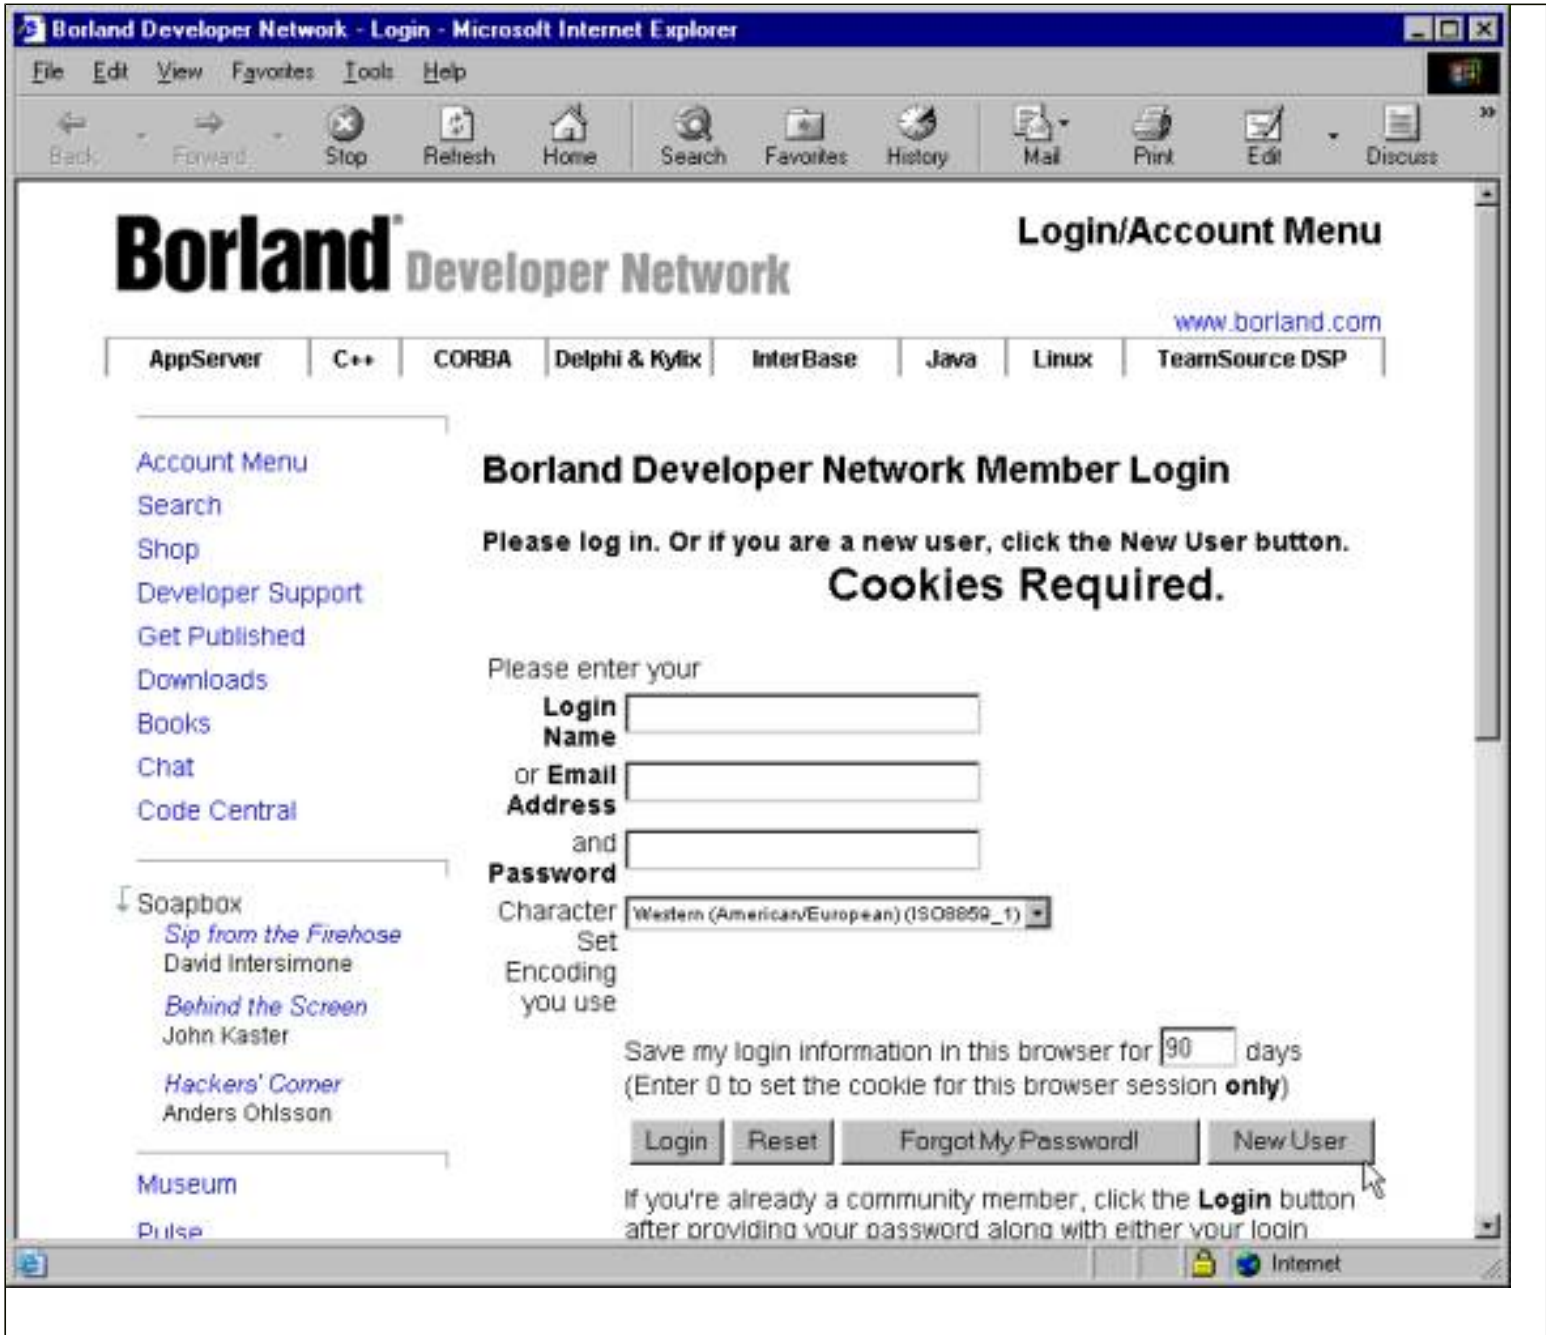 Borland Developer Network - Login - Microsoft Internet Explorer
File Edit View Favorites Tools Help
Back Forward Stop Refresh Home Search Favorites History Mail Print Edit Discuss »
Borland® Developer Network
Login/Account Menu
www.borland.com
AppServer C++ CORBA Delphi & Kylix InterBase Java Linux TeamSource DSP
Account Menu
Search
Shop
Developer Support
Get Published
Downloads
Books
Chat
Code Central
Soapbox
Sip from the Firehose
David Intersimone
Behind the Screen
John Kaster
Hackers' Corner
Anders Ohlsson
Museum
Pulse
Borland Developer Network Member Login
Please log in. Or if you are a new user, click the New User button.
Cookies Required.
Please enter your
Login
Name
or Email
Address
and
Password
Character Western (American/European) (ISO8859_1)
Set
Encoding
you use
Save my login information in this browser for 90 days
(Enter 0 to set the cookie for this browser session only)
Login Reset Forgot My Password! New User
If you're already a community member, click the Login button
after providing your password along with either your login
Internet